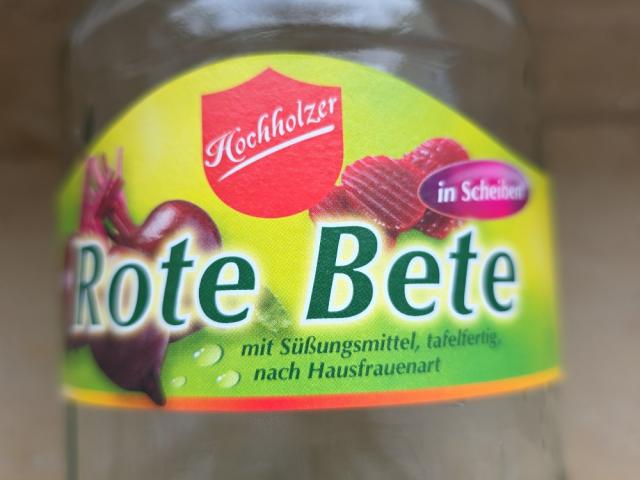 Hochholzer
in Scheiben
Rote Bete
mit Süßungsmittel, tafelfertig,
nach Hausfrauenart